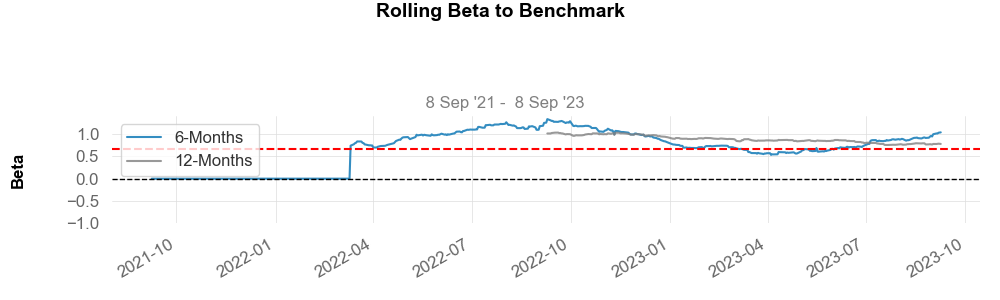 Rolling Beta to Benchmark
8 Sep '21 -  8 Sep '23
Beta
1.0
0.5
0.0
−0.5
−1.0
6-Months
12-Months
2021-10
2022-01
2022-04
2022-07
2022-10
2023-01
2023-04
2023-07
2023-10